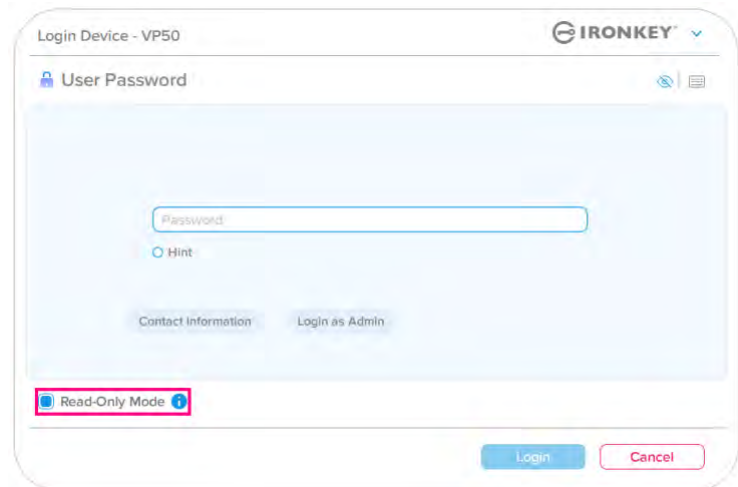 Login Device - VP50
IRONKEY
User Password
Password
Hint
Contact Information Login as Admin
Read-Only Mode
Login Cancel